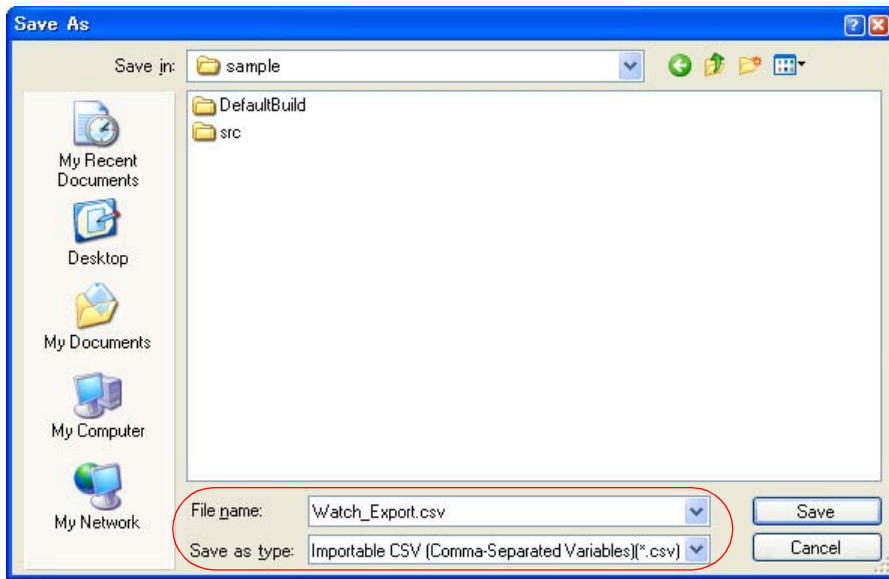 Save As
Save in:
sample
DefaultBuild
src
My Recent
Documents
Desktop
My Documents
My Computer
My Network
File name:
Watch_Export.csv
Save as type:
Importable CSV (Comma-Separated Variables)(*.csv)
Save
Cancel